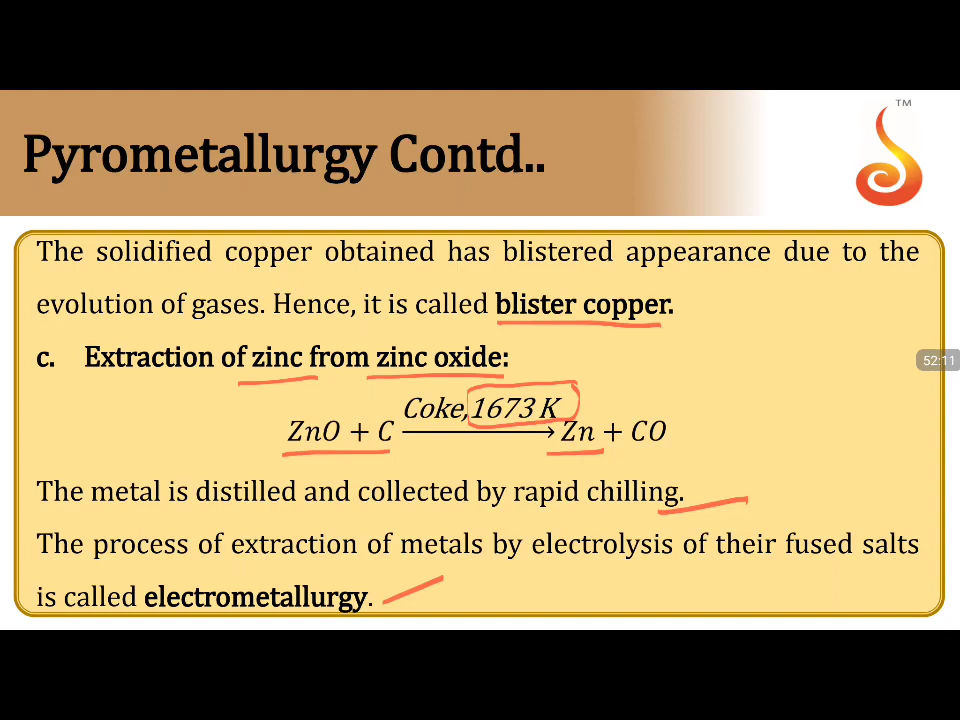 TM
Pyrometallurgy Contd..
The solidified copper obtained has blistered appearance due to the
evolution of gases. Hence, it is called blister copper.
c. Extraction of zinc from zinc oxide:
Coke,1673 K
ZnO + C → Zn + CO
The metal is distilled and collected by rapid chilling.
The process of extraction of metals by electrolysis of their fused salts
is called electrometallurgy.
52:11